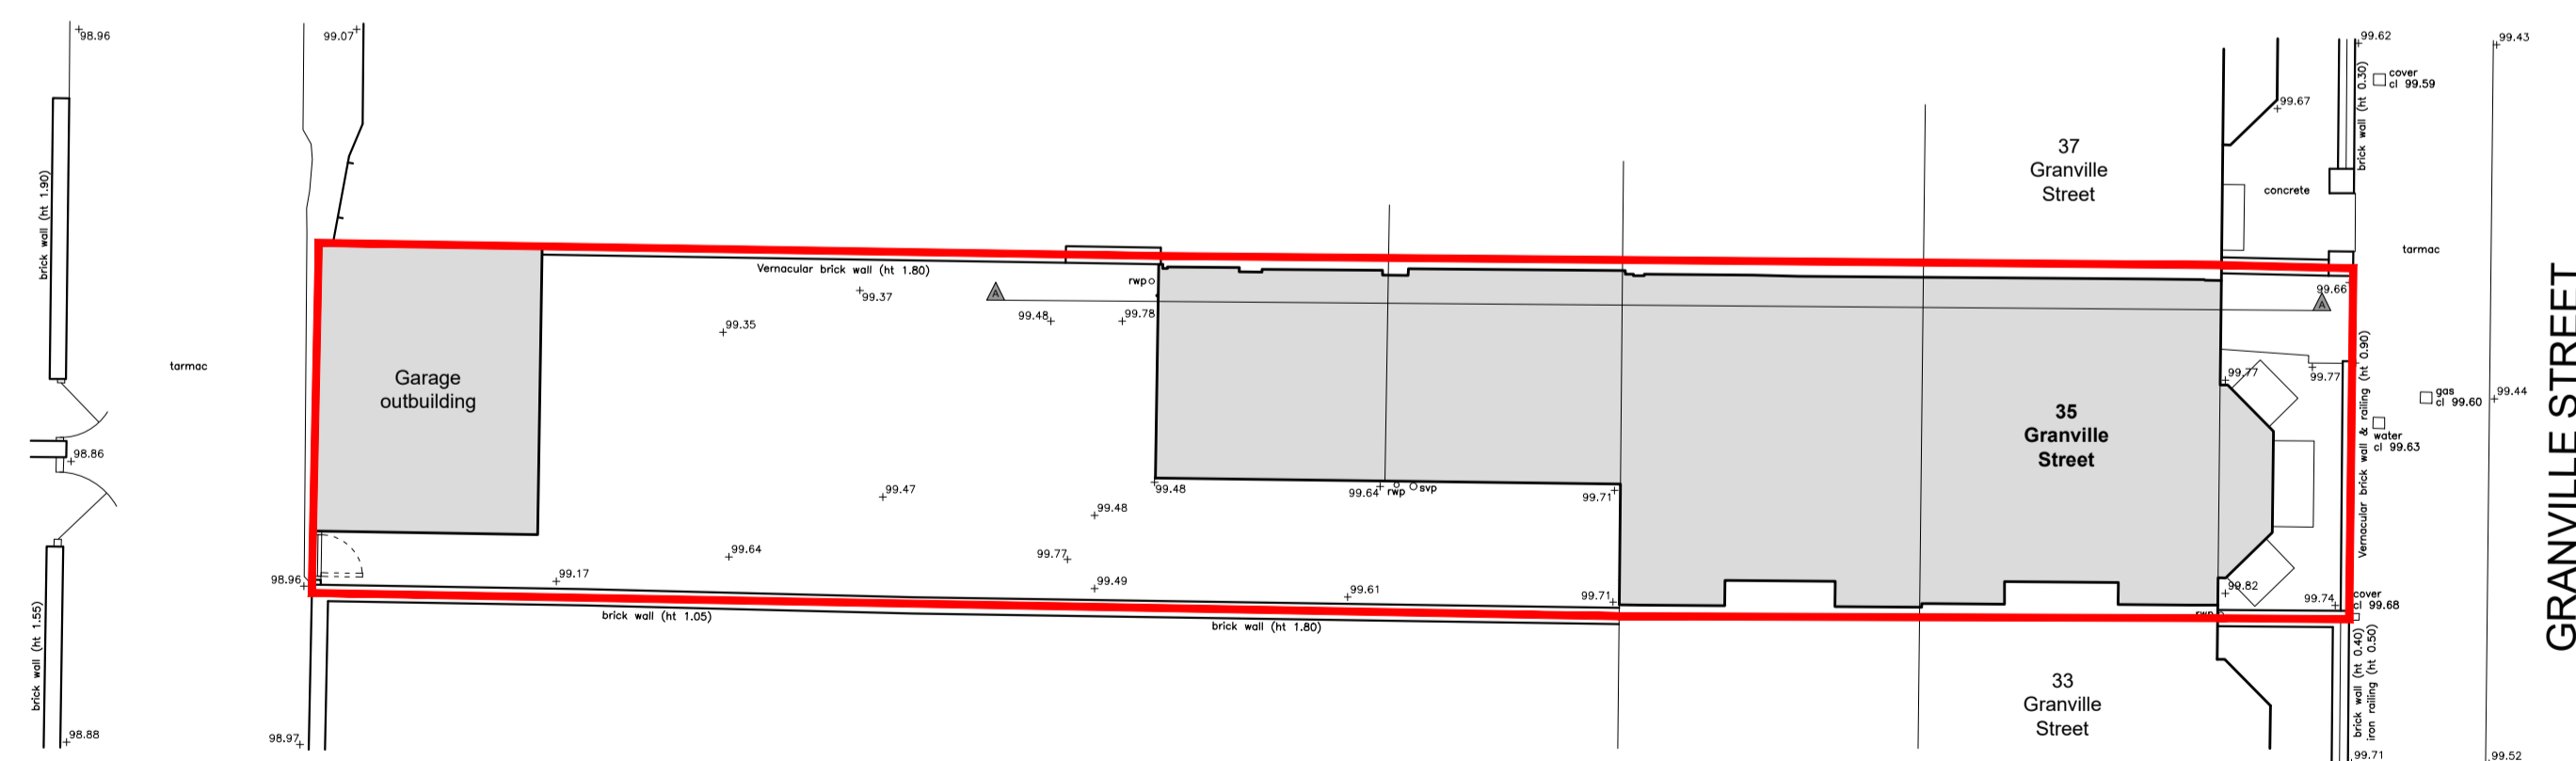 98.96
99.07
99.62
99.43
cover
cl 99.59
99.67
brick wall (ht 0.30)
37
Granville
Street
concrete
brick wall (ht 1.90)
tarmac
Vernacular brick wall (ht 1.80)
rwp
99.37
A
99.66
A
99.48
99.78
99.35
tarmac
Garage
outbuilding
99.77
99.77
Vernacular brick wall & railing (ht 0.90)
gas
cl 99.60
99.44
35
Granville
Street
water
cl 99.63
GRANVILLE STREET
98.86
99.47
99.48
99.64
rwp
svp
99.71
99.48
99.64
99.77
99.17
99.49
99.61
99.71
98.96
99.82
99.74
rwp
cover
cl 99.68
brick wall (ht 1.05)
brick wall (ht 1.80)
brick wall (ht 1.55)
33
Granville
Street
brick wall (ht 0.40)
iron railing (ht 0.50)
98.88
98.97
99.71
99.52